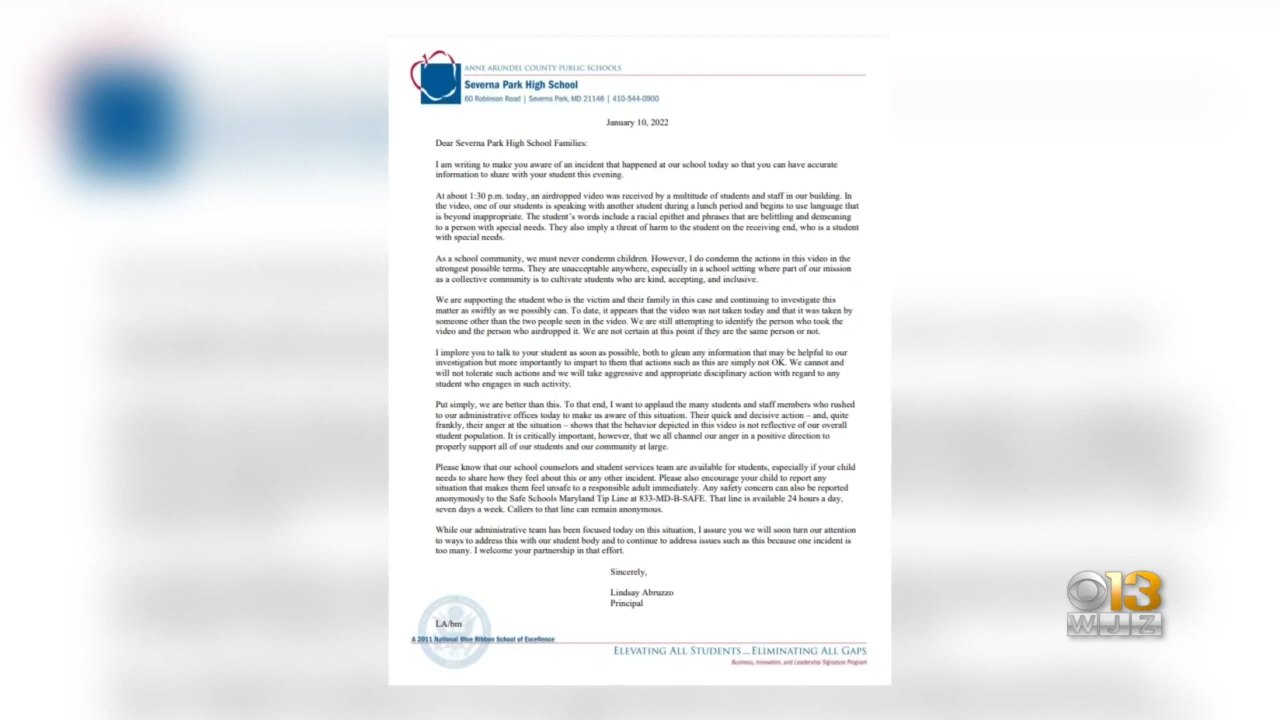 ANNE ARUNDEL COUNTY PUBLIC SCHOOLS
Severna Park High School
60 Robinson Road | Severna Park, MD 21146 | 410-544-0900
January 10, 2022
Dear Severna Park High School Families:
I am writing to make you aware of an incident that happened at our school today so that you can have accurate
information to share with your student this evening.
At about 1:30 p.m. today, an airdropped video was received by a multitude of students and staff in our building. In
the video, one of our students is speaking with another student during a lunch period and begins to use language that
is beyond inappropriate. The student's words include a racial epithet and phrases that are belittling and demeaning
to a person with special needs. They also imply a threat of harm to the student on the receiving end, who is a student
with special needs.
As a school community, we must never condemn children. However, I do condemn the actions in this video in the
strongest possible terms. They are unacceptable anywhere, especially in a school setting where part of our mission
as a collective community is to cultivate students who are kind, accepting, and inclusive.
We are supporting the student who is the victim and their family in this case and continuing to investigate this
matter as swiftly as we possibly can. To date, it appears that the video was not taken today and that it was taken by
someone other than the two people seen in the video. We are still attempting to identify the person who took the
video and the person who airdropped it. We are not certain at this point if they are the same person or not.
I implore you to talk to your student as soon as possible, both to glean any information that may be helpful to our
investigation but more importantly to impart to them that actions such as this are simply not OK. We cannot and
will not tolerate such actions and we will take aggressive and appropriate disciplinary action with regard to any
student who engages in such activity.
Put simply, we are better than this. To that end, I want to applaud the many students and staff members who rushed
to our administrative offices today to make us aware of this situation. Their quick and decisive action – and, quite
frankly, their anger at the situation – shows that the behavior depicted in this video is not reflective of our overall
student population. It is critically important, however, that we all channel our anger in a positive direction to
properly support all of our students and our community at large.
Please know that our school counselors and student services team are available for students, especially if your child
needs to share how they feel about this or any other incident. Please also encourage your child to report any
situation that makes them feel unsafe to a responsible adult immediately. Any safety concern can also be reported
anonymously to the Safe Schools Maryland Tip Line at 833-MD-B-SAFE. That line is available 24 hours a day,
seven days a week. Callers to that line can remain anonymous.
While our administrative team has been focused today on this situation, I assure you we will soon turn our attention
to ways to address this with our student body and to continue to address issues such as this because one incident is
too many. I welcome your partnership in that effort.
Sincerely,
Lindsay Abruzzo
Principal
LA/bm
A 2011 National Blue Ribbon School of Excellence
ELEVATING ALL STUDENTS... ELIMINATING ALL GAPS
Business, Innovation, and Leadership Signature Program
13
WJZ